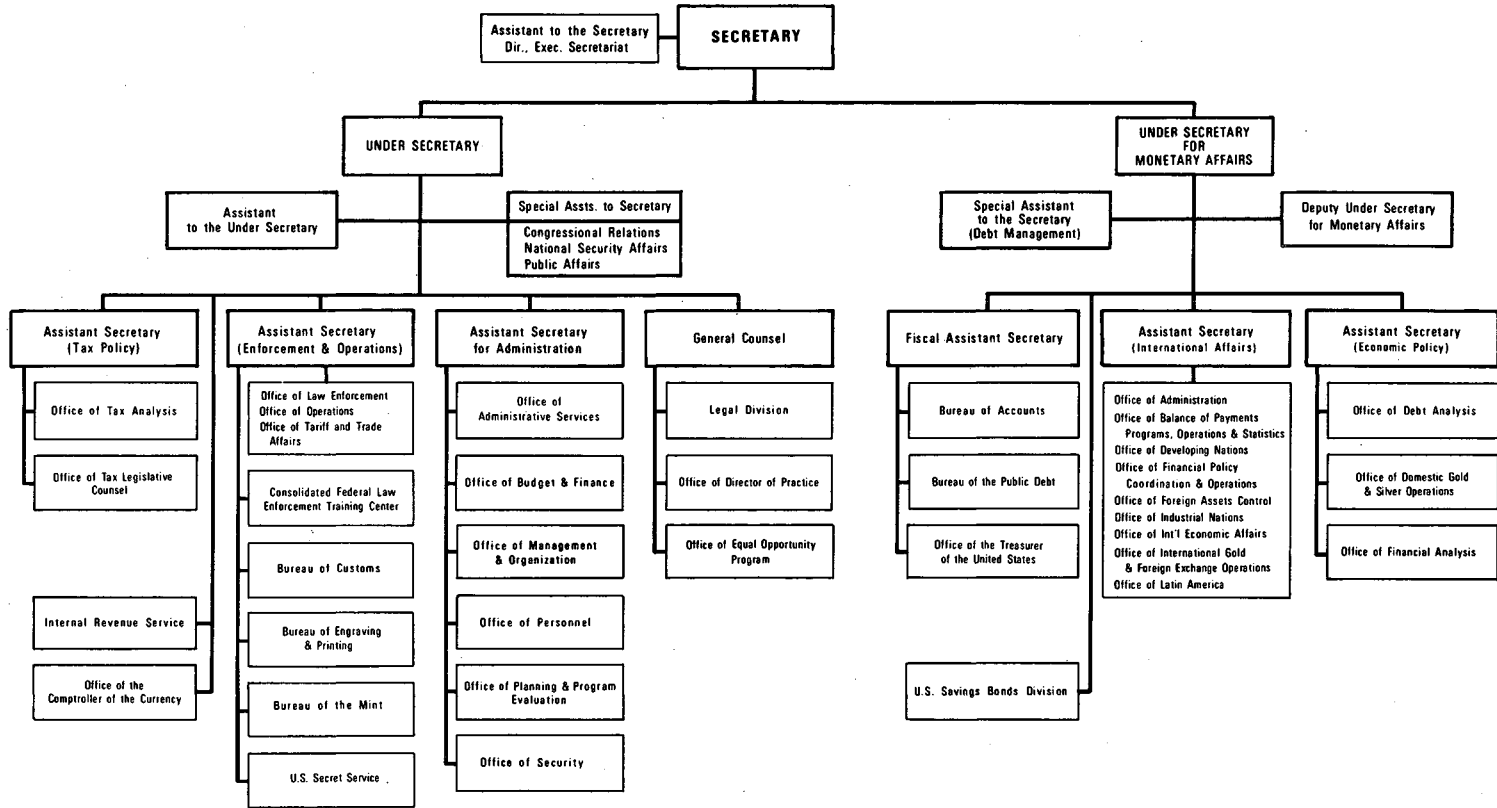 Assistant to the Secretary
Dir., Exec. Secretariat
SECRETARY
UNDER SECRETARY
UNDER SECRETARY
FOR
MONETARY AFFAIRS
Assistant
to the Under Secretary
Special Assts. to Secretary
Congressional Relations
National Security Affairs
Public Affairs
Special Assistant
to the Secretary
(Debt Management)
Deputy Under Secretary
for Monetary Affairs
Assistant Secretary
(Tax Policy)
Office of Tax Analysis
Office of Tax Legislative
Counsel
Internal Revenue Service
Office of the
Comptroller of the Currency
Assistant Secretary
(Enforcement & Operations)
Office of Law Enforcement
Office of Operations
Office of Tariff and Trade
Affairs
Consolidated Federal Law
Enforcement Training Center
Bureau of Customs
Bureau of Engraving
& Printing
Bureau of the Mint
U.S. Secret Service
Assistant Secretary
for Administration
Office of
Administrative Services
Office of Budget & Finance
Office of Management
& Organization
Office of Personnel
Office of Planning & Program
Evaluation
Office of Security
General Counsel
Legal Division
Office of Director of Practice
Office of Equal Opportunity
Program
Fiscal Assistant Secretary
Bureau of Accounts
Bureau of the Public Debt
Office of the Treasurer
of the United States
U.S. Savings Bonds Division
Assistant Secretary
(International Affairs)
Office of Administration
Office of Balance of Payments
Programs, Operations & Statistics
Office of Developing Nations
Office of Financial Policy
Coordination & Operations
Office of Foreign Assets Control
Office of Industrial Nations
Office of Int'l Economic Affairs
Office of International Gold
& Foreign Exchange Operations
Office of Latin America
Assistant Secretary
(Economic Policy)
Office of Debt Analysis
Office of Domestic Gold
& Silver Operations
Office of Financial Analysis